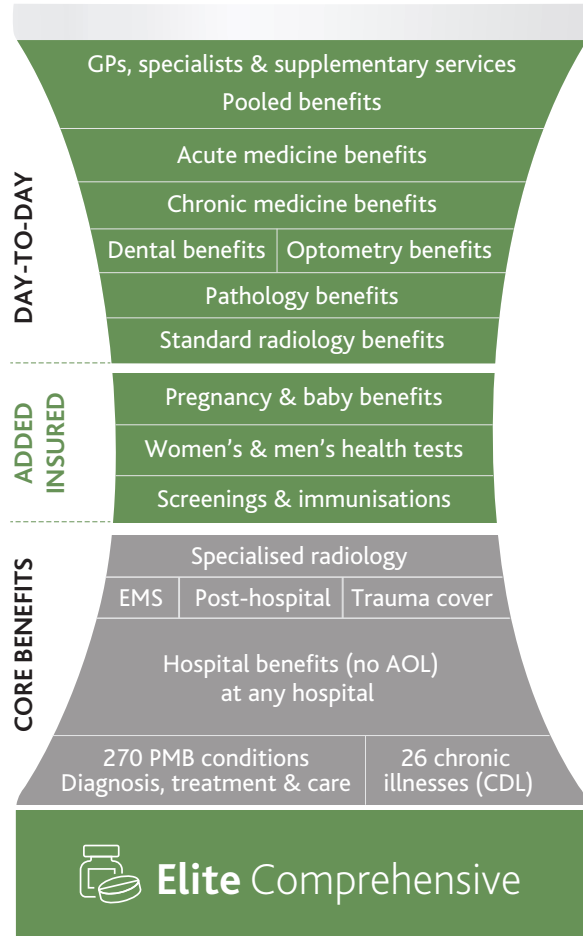 GPs, specialists & supplementary services
Pooled benefits
Acute medicine benefits
Chronic medicine benefits
Dental benefits
Optometry benefits
Pathology benefits
Standard radiology benefits
DAY-TO-DAY
Pregnancy & baby benefits
Women’s & men’s health tests
Screenings & immunisations
ADDED
INSURED
Specialised radiology
EMS
Post-hospital
Trauma cover
Hospital benefits (no AOL)
at any hospital
270 PMB conditions
Diagnosis, treatment & care
26 chronic
illnesses (CDL)
CORE BENEFITS
Elite Comprehensive